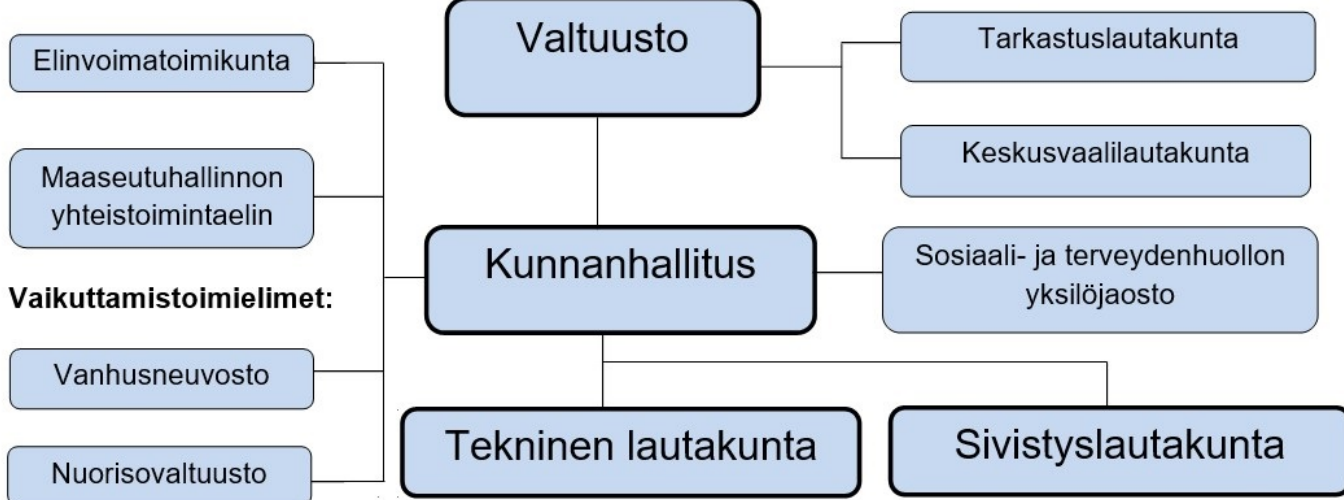 Valtuusto
Tarkastuslautakunta
Elinvoimatoimikunta
Keskusvaalilautakunta
Maaseutuhallinnon
yhteistoimintaelin
Kunnanhallitus
Sosiaali- ja terveydenhuollon
yksilöjaosto
Vaikuttamistoimielimet:
Vanhusneuvosto
Nuorisovaltuusto
Tekninen lautakunta
Sivistyslautakunta